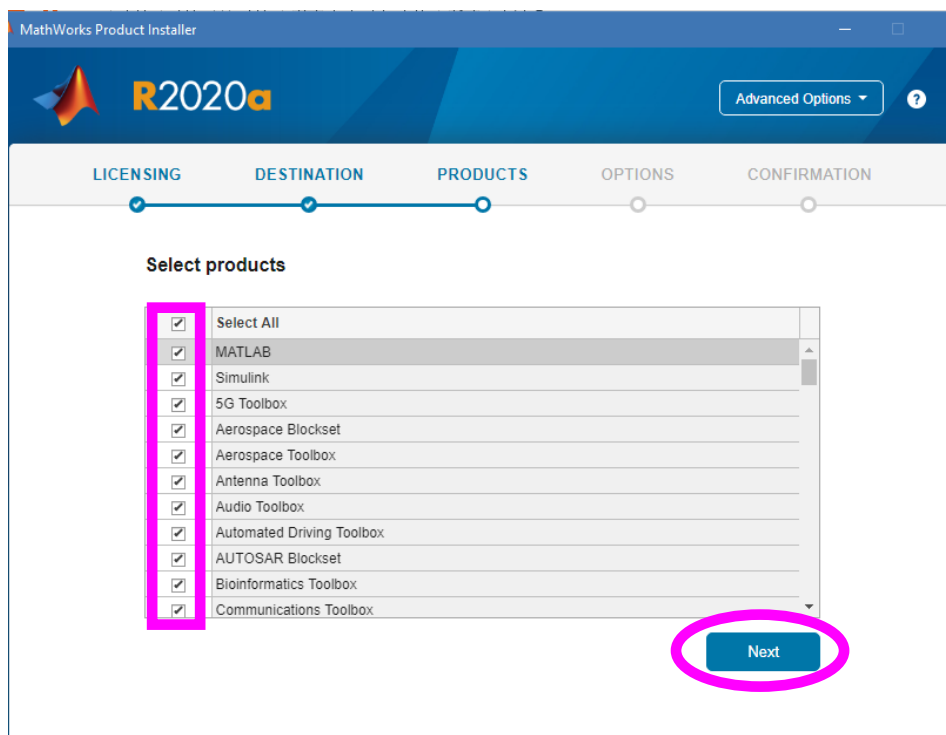 MathWorks Product Installer
R2020a
Advanced Options
?
LICENSING DESTINATION PRODUCTS OPTIONS CONFIRMATION
Select products
Select All
MATLAB
Simulink
5G Toolbox
Aerospace Blockset
Aerospace Toolbox
Antenna Toolbox
Audio Toolbox
Automated Driving Toolbox
AUTOSAR Blockset
Bioinformatics Toolbox
Communications Toolbox
Next